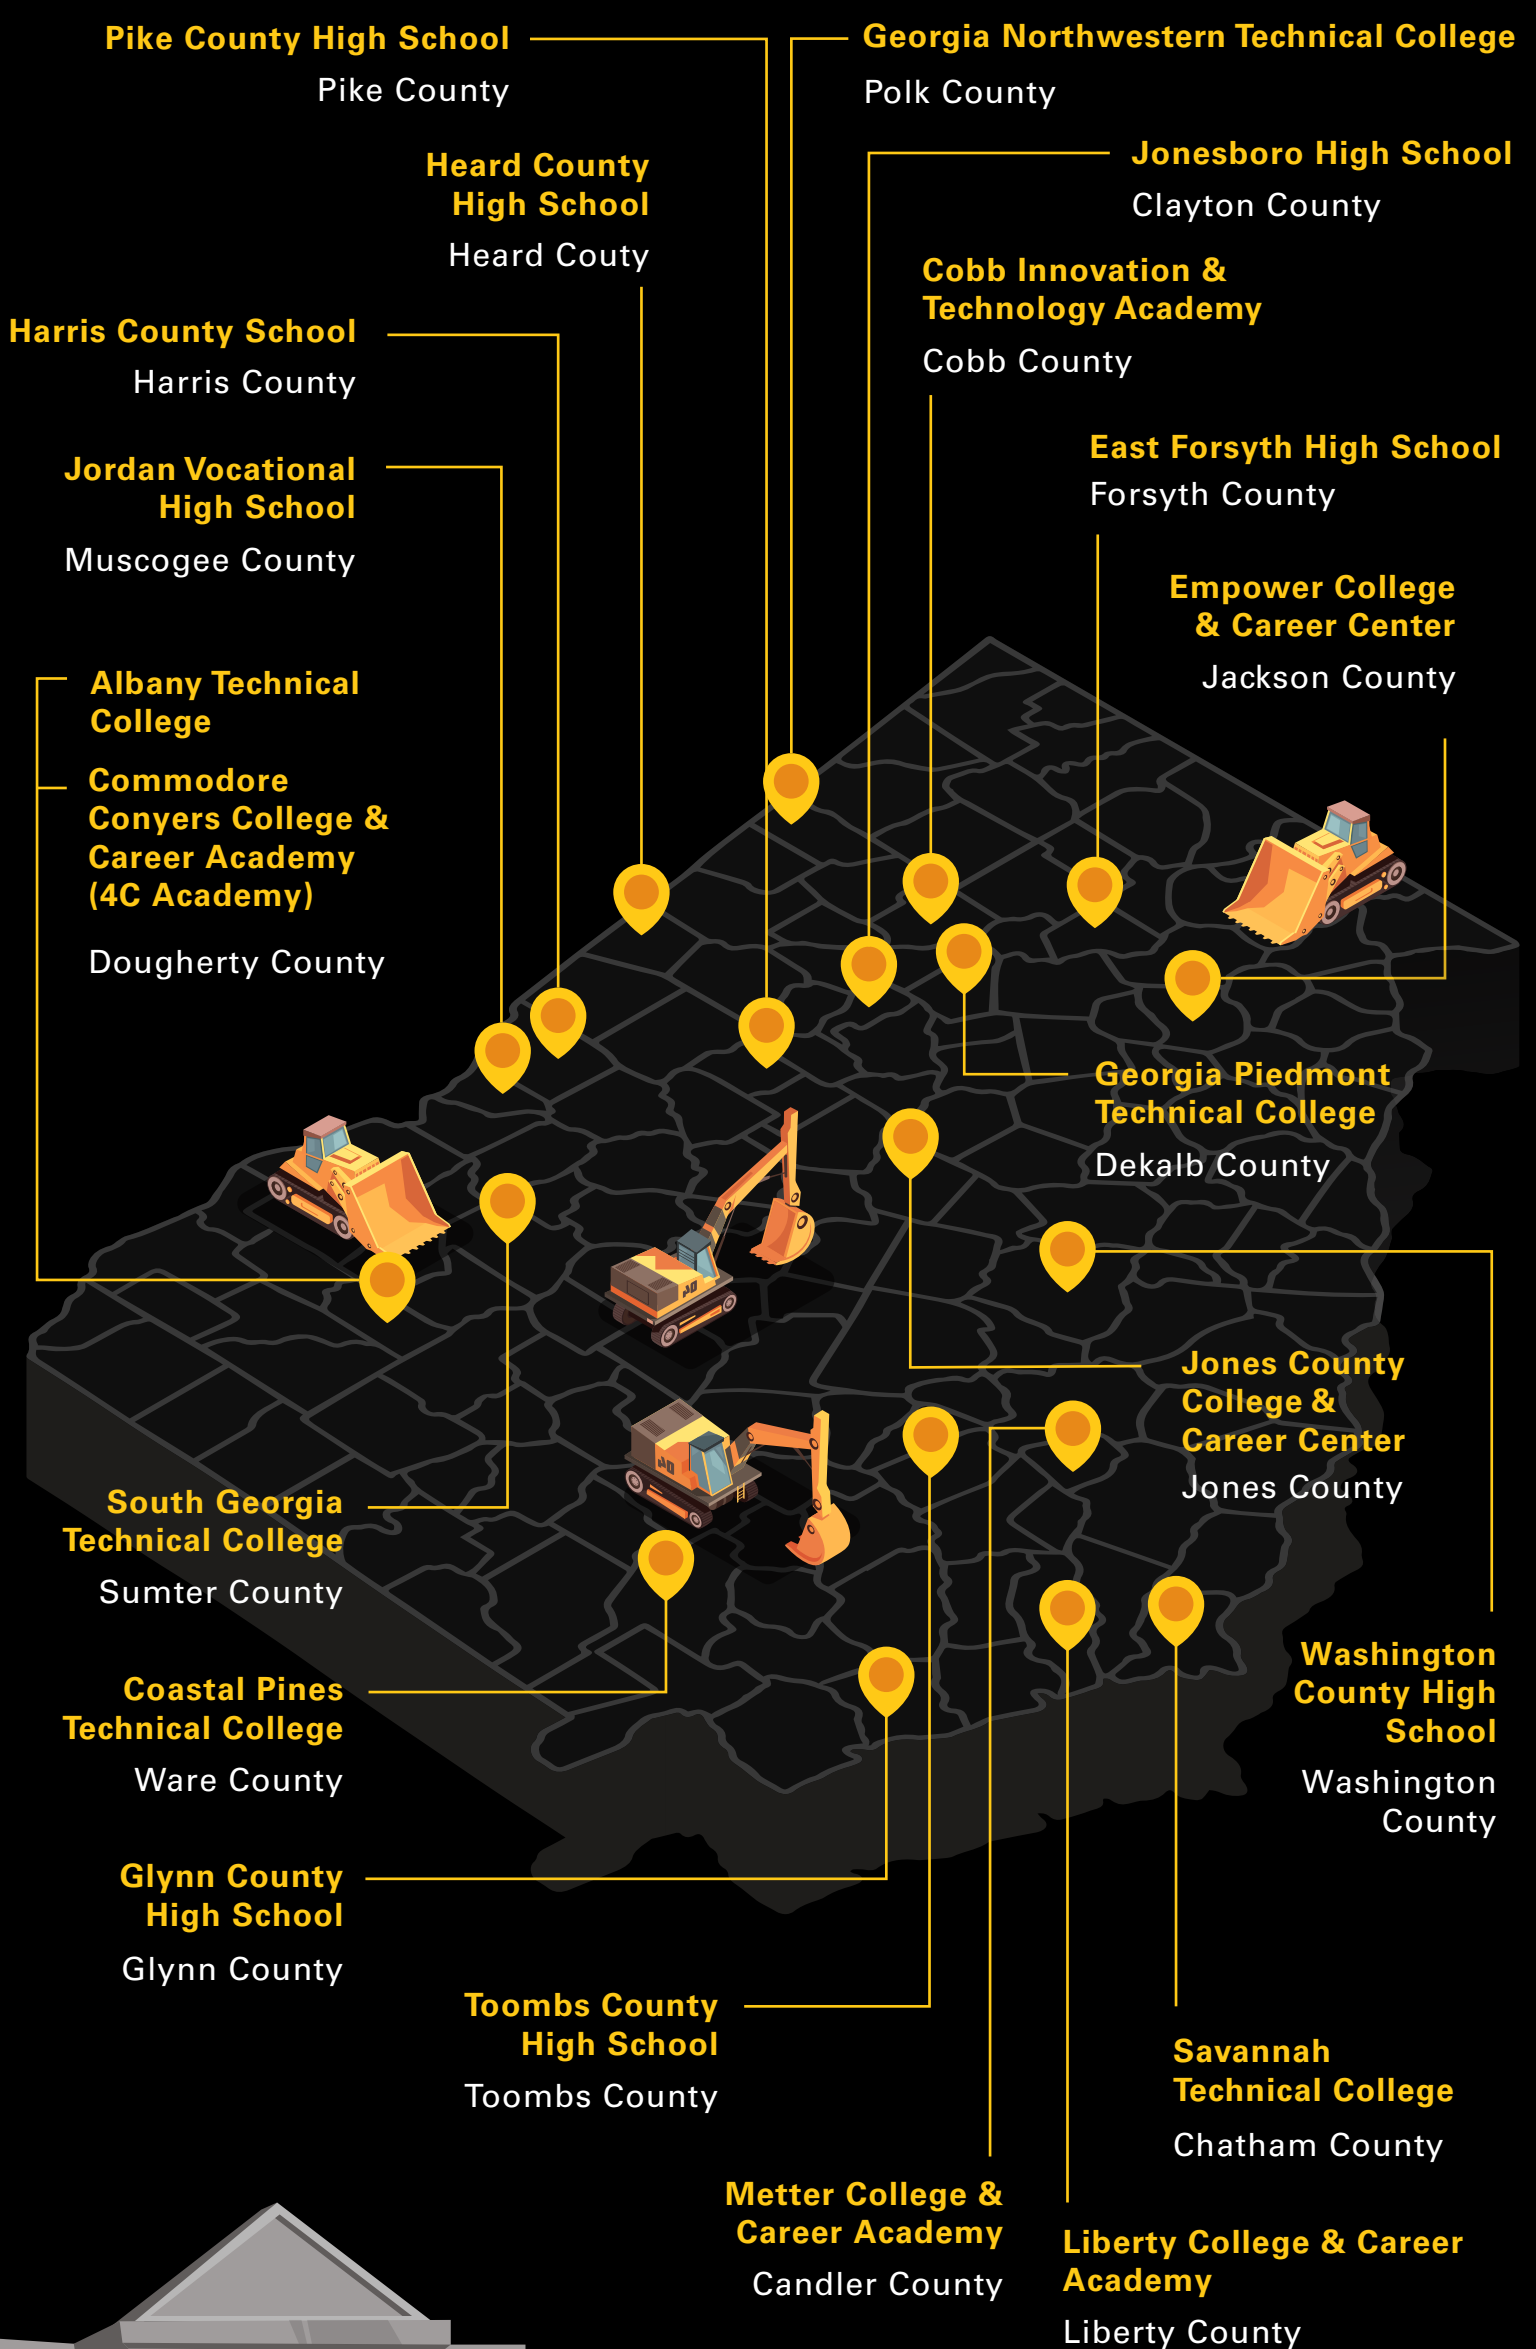 Pike County High School
Pike County
Georgia Northwestern Technical College
Polk County
Heard County
High School
Heard Couty
Jonesboro High School
Clayton County
Cobb Innovation &
Technology Academy
Cobb County
Harris County School
Harris County
East Forsyth High School
Forsyth County
Jordan Vocational
High School
Muscogee County
Empower College
& Career Center
Jackson County
Albany Technical
College
Commodore
Conyers College &
Career Academy
(4C Academy)
Dougherty County
Georgia Piedmont
Technical College
Dekalb County
Jones County
College &
Career Center
Jones County
South Georgia
Technical College
Sumter County
Washington
County High
School
Washington
County
Coastal Pines
Technical College
Ware County
Glynn County
High School
Glynn County
Toombs County
High School
Toombs County
Savannah
Technical College
Chatham County
Metter College &
Career Academy
Candler County
Liberty College & Career
Academy
Liberty County